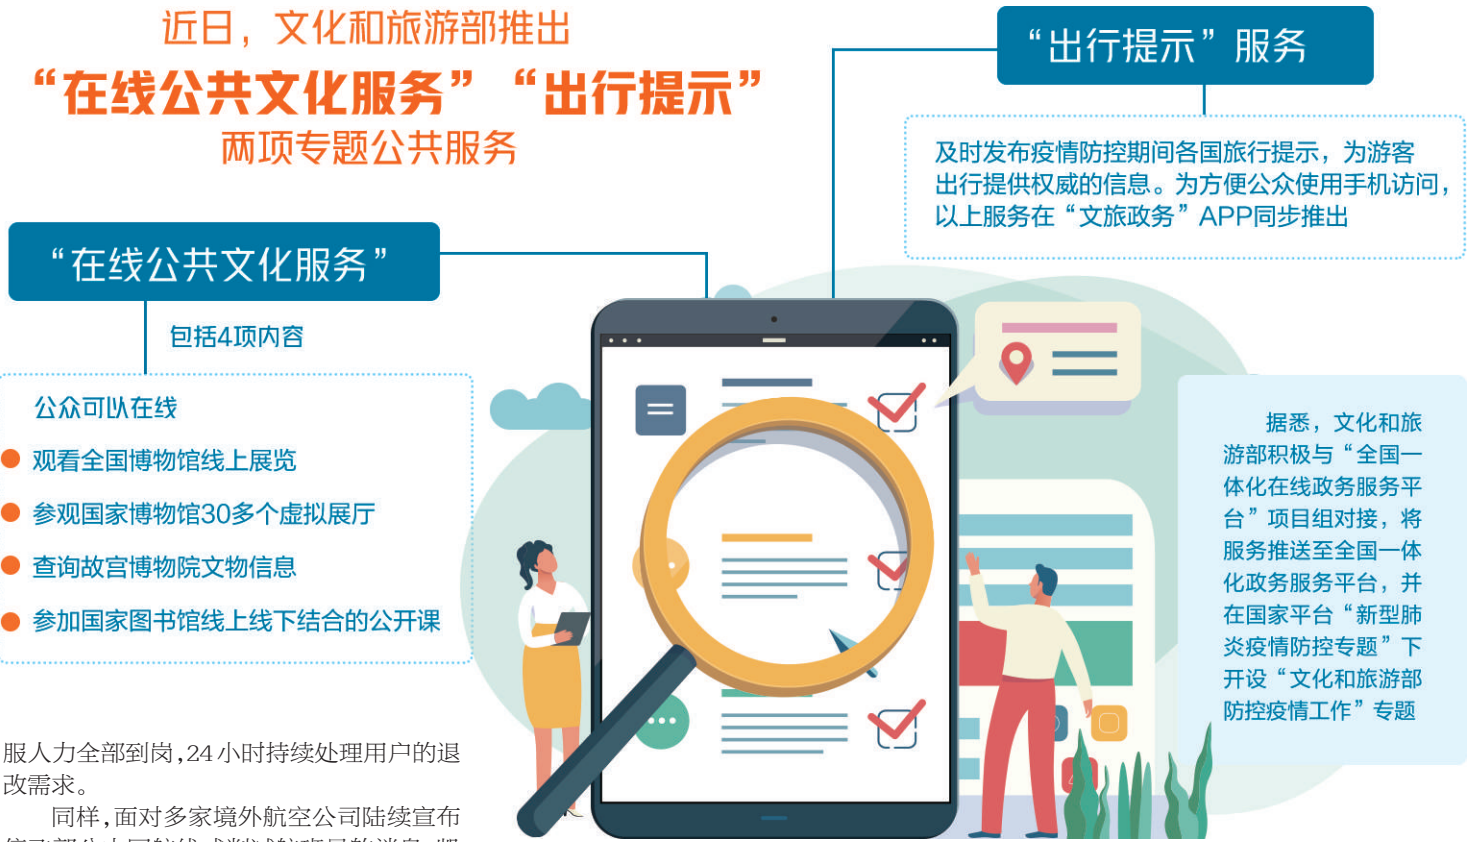 近日，文化和旅游部推出
“在线公共文化服务”“出行提示”
两项专题公共服务
“出行提示”服务
及时发布疫情防控期间各国旅行提示，为游客
出行提供权威的信息。为方便公众使用手机访问，
以上服务在“文旅政务”APP同步推出
“在线公共文化服务”
包括4项内容
公众可以在线
观看全国博物馆线上展览
参观国家博物馆30多个虚拟展厅
查询故宫博物院文物信息
参加国家图书馆线上线下结合的公开课
据悉，文化和旅
游部积极与“全国一
体化在线政务服务平
台”项目组对接，将
服务推送至全国一体
化政务服务平台，并
在国家平台“新型肺
炎疫情防控专题”下
开设“文化和旅游部
防控疫情工作”专题
服人力全部到岗,24小时持续处理用户的退
改需求。
同样,面对多家境外航空公司陆续宣布